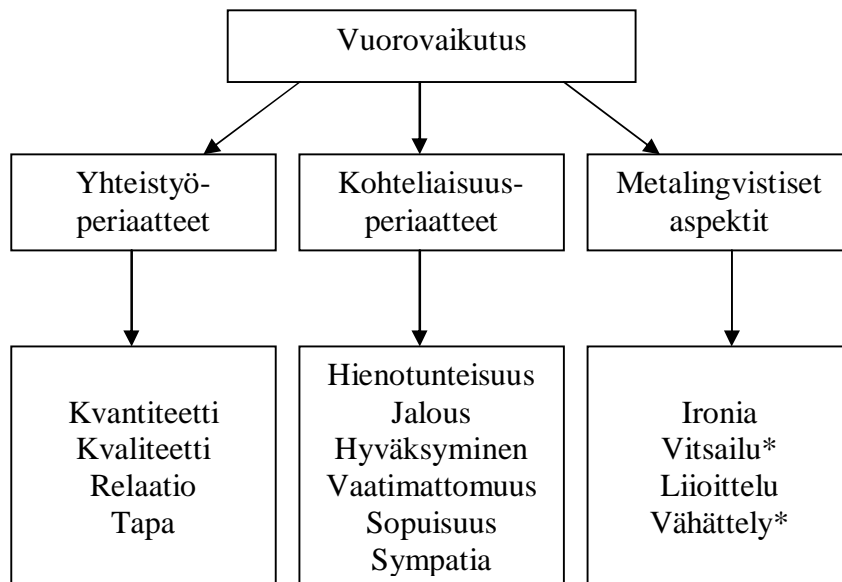 Vuorovaikutus
Yhteistyö-
periaatteet
Kohteliaisuus-
periaatteet
Metalingvistiset
aspektit
Kvantiteetti
Kvaliteetti
Relaatio
Tapa
Hienotunteisuus
Jalous
Hyväksyminen
Vaatimattomuus
Sopuisuus
Sympatia
Ironia
Vitsailu*
Liioittelu
Vähättely*